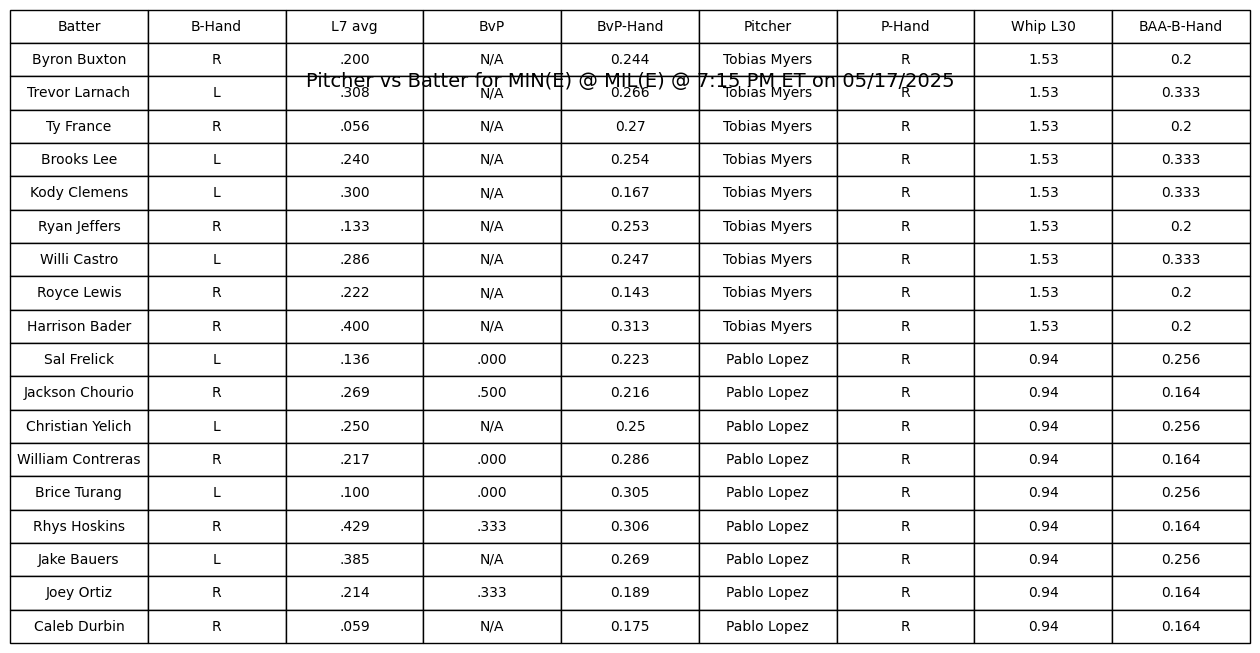 Batter B-Hand L7 avg BvP BvP-Hand Pitcher P-Hand Whip L30 BAA-B-Hand
Byron Buxton R .200 N/A 0.244 Tobias Myers R 1.53 0.2
Pitcher vs Batter for MIN(E) @ MIL(E) @ 7:15 PM ET on 05/17/2025
Trevor Larnach L .308 N/A 0.266 Tobias Myers R 1.53 0.333
Ty France R .056 N/A 0.27 Tobias Myers R 1.53 0.2
Brooks Lee L .240 N/A 0.254 Tobias Myers R 1.53 0.333
Kody Clemens L .300 N/A 0.167 Tobias Myers R 1.53 0.333
Ryan Jeffers R .133 N/A 0.253 Tobias Myers R 1.53 0.2
Willi Castro L .286 N/A 0.247 Tobias Myers R 1.53 0.333
Royce Lewis R .222 N/A 0.143 Tobias Myers R 1.53 0.2
Harrison Bader R .400 N/A 0.313 Tobias Myers R 1.53 0.2
Sal Frelick L .136 .000 0.223 Pablo Lopez R 0.94 0.256
Jackson Chourio R .269 .500 0.216 Pablo Lopez R 0.94 0.164
Christian Yelich L .250 N/A 0.25 Pablo Lopez R 0.94 0.256
William Contreras R .217 .000 0.286 Pablo Lopez R 0.94 0.164
Brice Turang L .100 .000 0.305 Pablo Lopez R 0.94 0.256
Rhys Hoskins R .429 .333 0.306 Pablo Lopez R 0.94 0.164
Jake Bauers L .385 N/A 0.269 Pablo Lopez R 0.94 0.256
Joey Ortiz R .214 .333 0.189 Pablo Lopez R 0.94 0.164
Caleb Durbin R .059 N/A 0.175 Pablo Lopez R 0.94 0.164